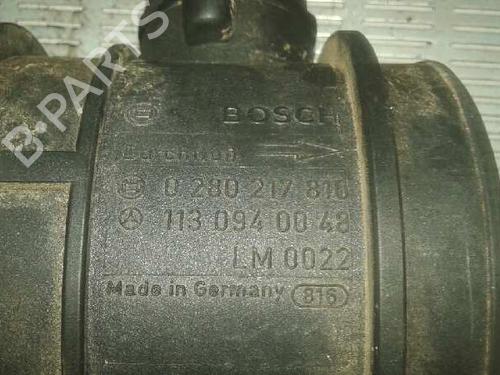 BOSCH
0 280 217 810
113 094 00 48
LM 0022
Made in Germany 816
B-PARTS